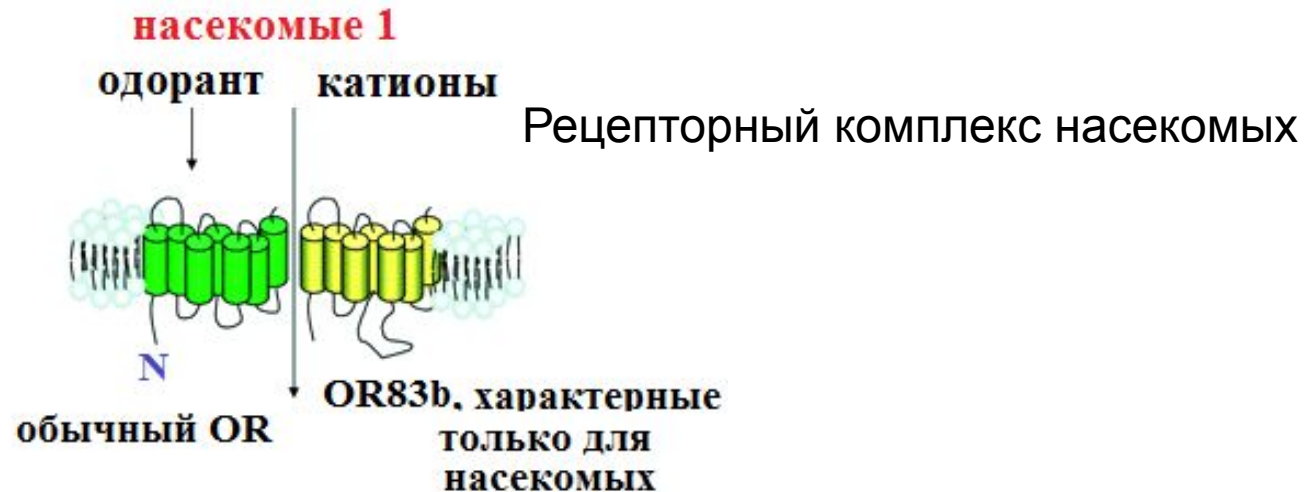 насекомые 1
одорант катионы
Рецепторный комплекс насекомых
N
OR83b, характерные
только для
насекомых
обычный OR